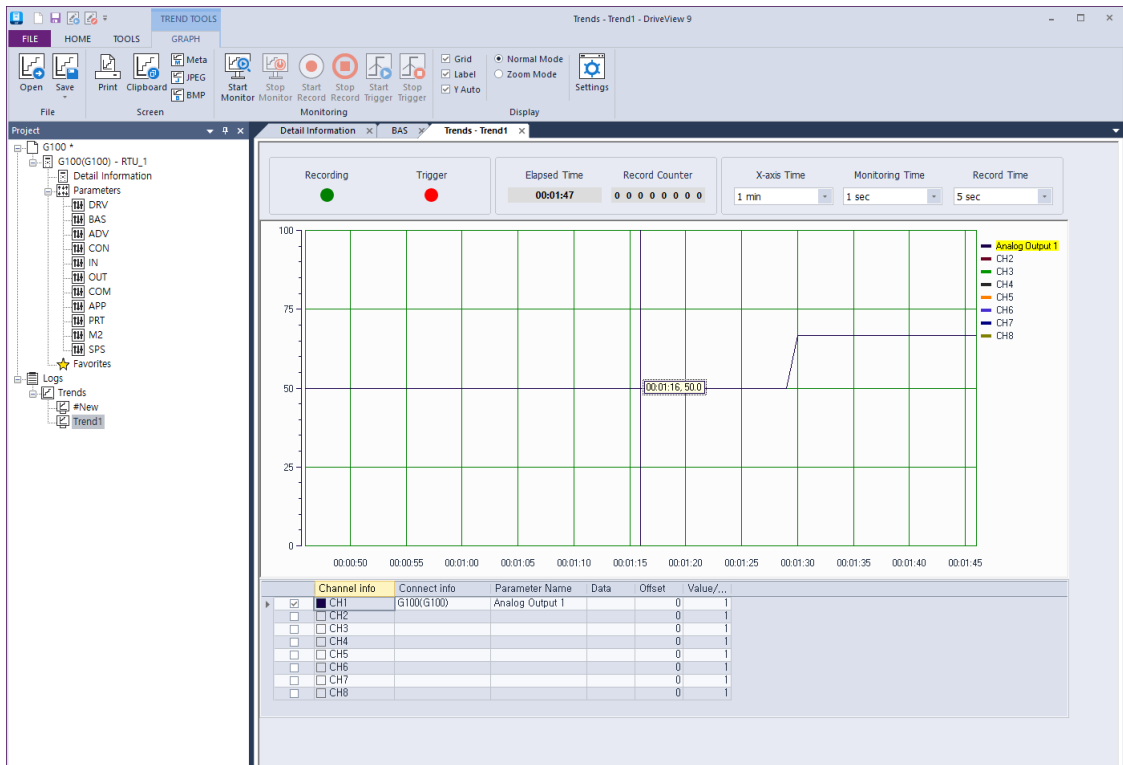 TREND TOOLS
Trends - Trend1 - DriveView 9
FILE HOME TOOLS GRAPH
Open Save Print Clipboard Meta JPEG BMP
Start Monitor Stop Monitor Start Record Stop Record Start Trigger Stop Trigger
Grid Label Y Auto
Normal Mode Zoom Mode
Settings
File Screen Monitoring Display
Project
G100 *
G100(G100) - RTU_1
Detail Information
Parameters
DRV
BAS
ADV
CON
IN
OUT
COM
APP
PRT
M2
SPS
Favorites
Logs
Trends
#New
Trend1
Detail Information BAS Trends - Trend1
Recording Trigger Elapsed Time Record Counter X-axis Time Monitoring Time Record Time
00:01:47 0 0 0 0 0 0 0 0 1 min 1 sec 5 sec
100
75
50
25
0
00:01:16, 50.0
Analog Output 1
CH2
CH3
CH4
CH5
CH6
CH7
CH8
00:00:50 00:00:55 00:01:00 00:01:05 00:01:10 00:01:15 00:01:20 00:01:25 00:01:30 00:01:35 00:01:40 00:01:45
Channel info Connect info Parameter Name Data Offset Value/...
CH1 G100(G100) Analog Output 1 0 1
CH2 0 1
CH3 0 1
CH4 0 1
CH5 0 1
CH6 0 1
CH7 0 1
CH8 0 1